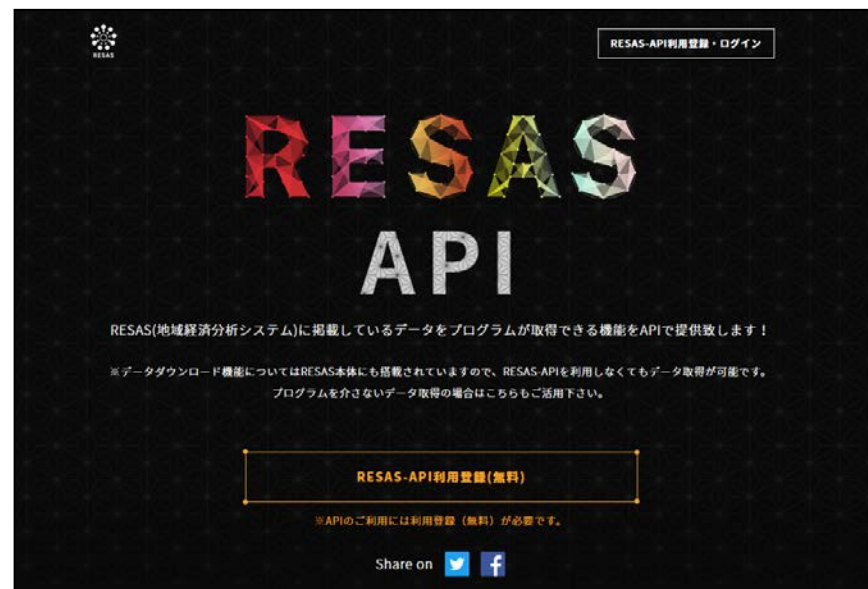 RESAS
RESAS-API利用登録・ログイン
RESAS
API
RESAS(地域経済分析システム)に掲載しているデータをプログラムが取得できる機能をAPIで提供致します！
※データダウンロード機能についてはRESAS本体にも搭載されていますので、RESAS-APIを利用しなくてもデータ取得が可能です。
プログラムを介さないデータ取得の場合はこちらもご活用下さい。
RESAS-API利用登録(無料)
※APIのご利用には利用登録（無料）が必要です。
Share on